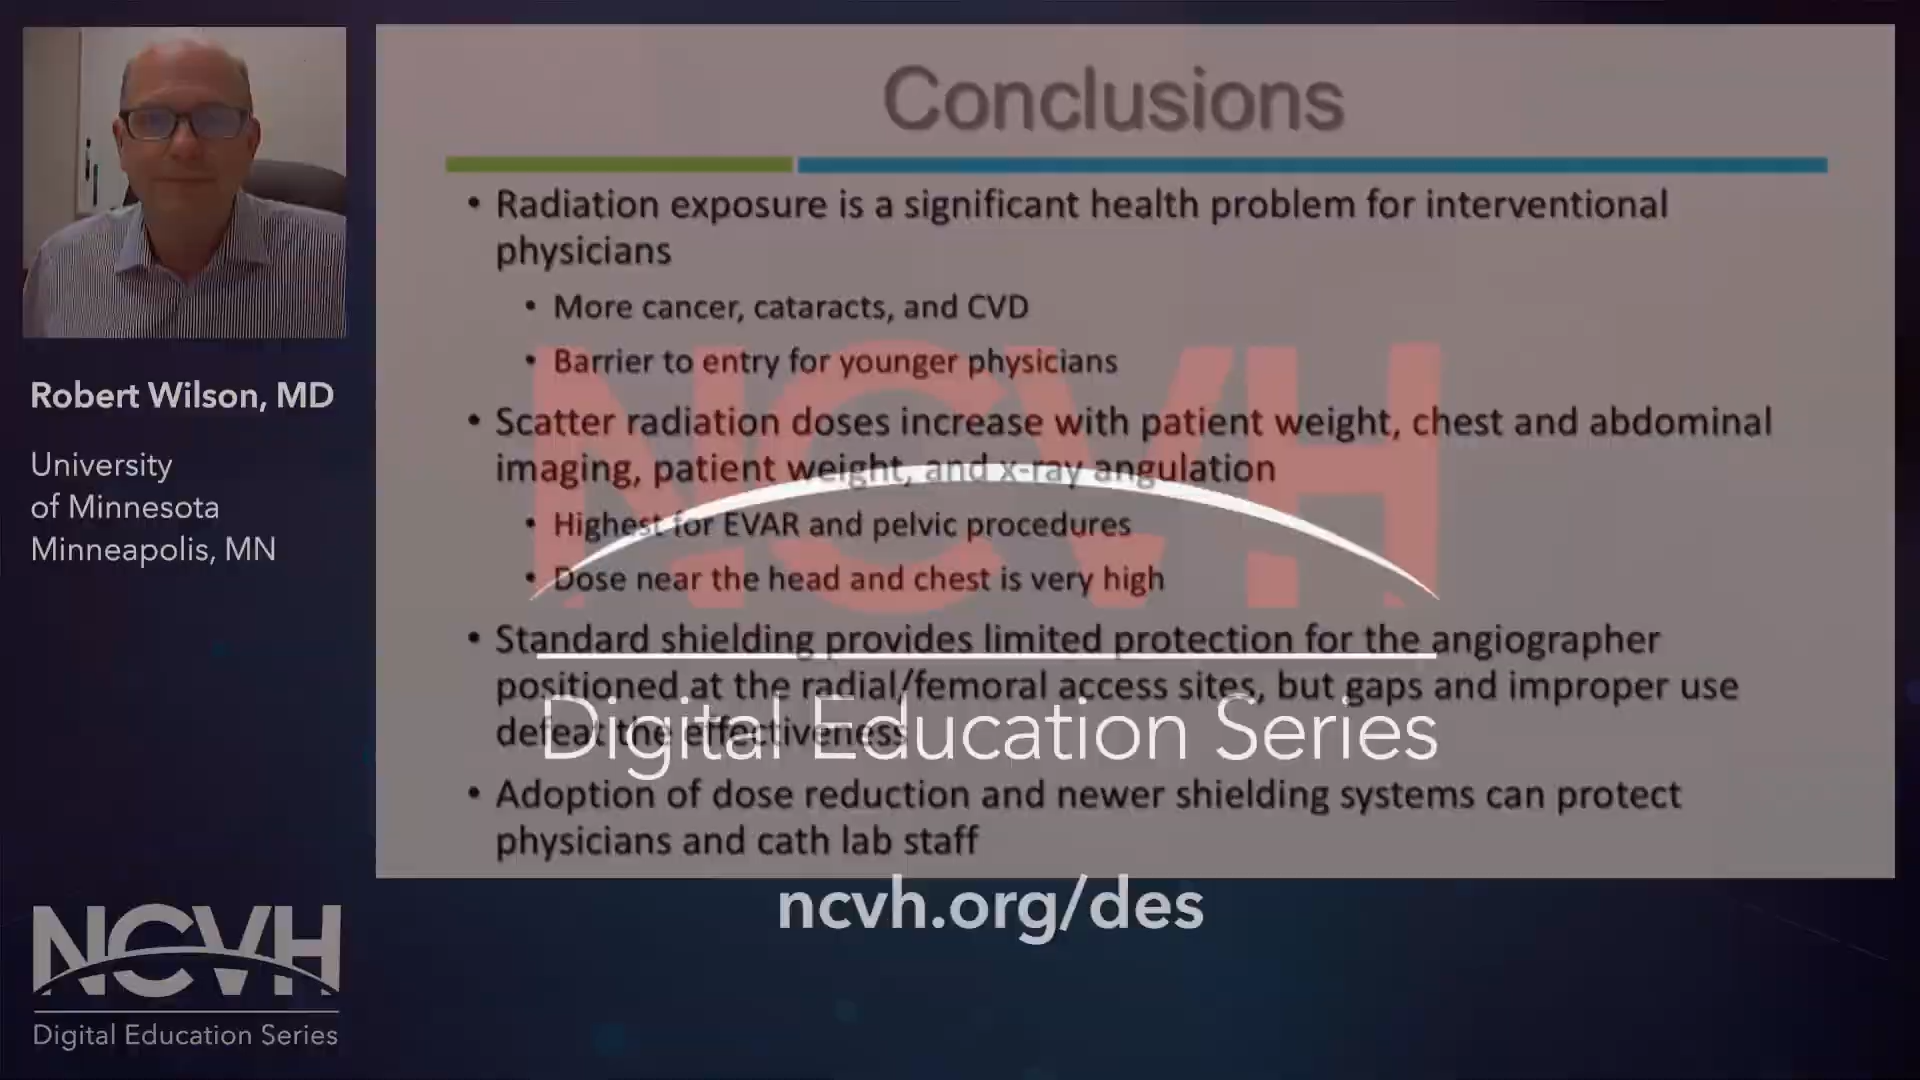 Robert Wilson, MD
University
of Minnesota
Minneapolis, MN
NCVH
Digital Education Series
Conclusions
• Radiation exposure is a significant health problem for interventional
physicians
• More cancer, cataracts, and CVD
• Barrier to entry for younger physicians
• Scatter radiation doses increase with patient weight, chest and abdominal
imaging, patient weight, and x-ray angulation
• Highest for EVAR and pelvic procedures
• Dose near the head and chest is very high
• Standard shielding provides limited protection for the angiographer
positioned at the radial/femoral access sites, but gaps and improper use
defeat the effectiveness
• Adoption of dose reduction and newer shielding systems can protect
physicians and cath lab staff
NCVH
Digital Education Series
ncvh.org/des